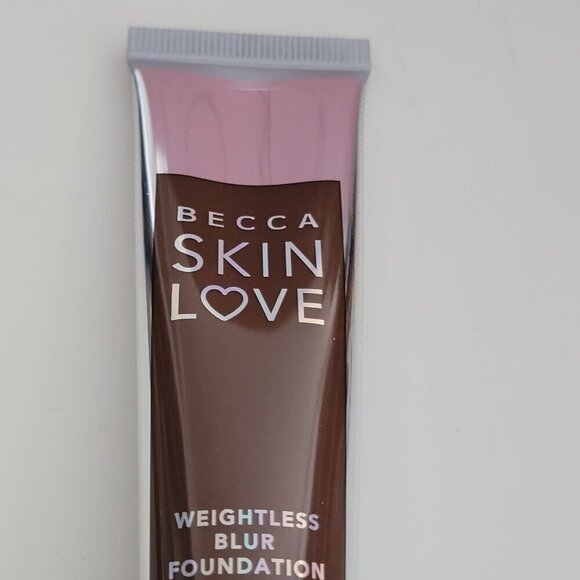 BECCA
SKIN
LOVE
WEIGHTLESS
BLUR
FOUNDATION